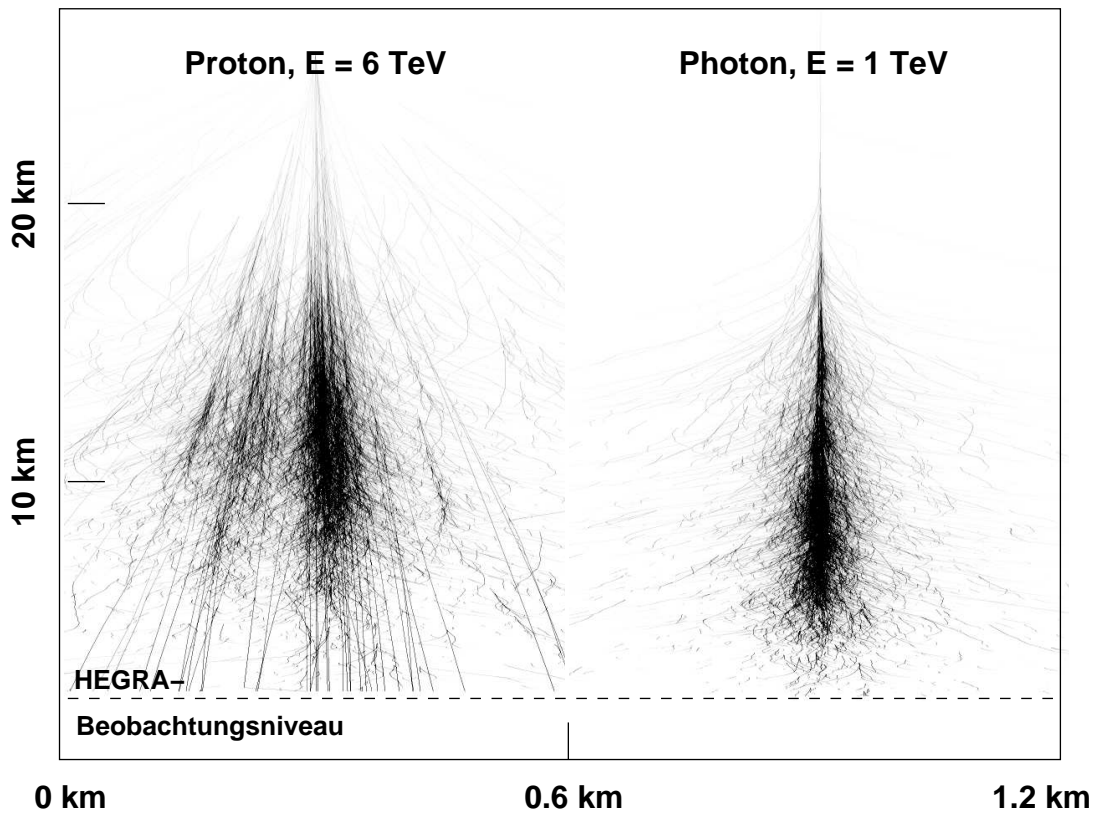 Proton, E = 6 TeV
Photon, E = 1 TeV
20 km
10 km
HEGRA–
Beobachtungsniveau
0 km
0.6 km
1.2 km